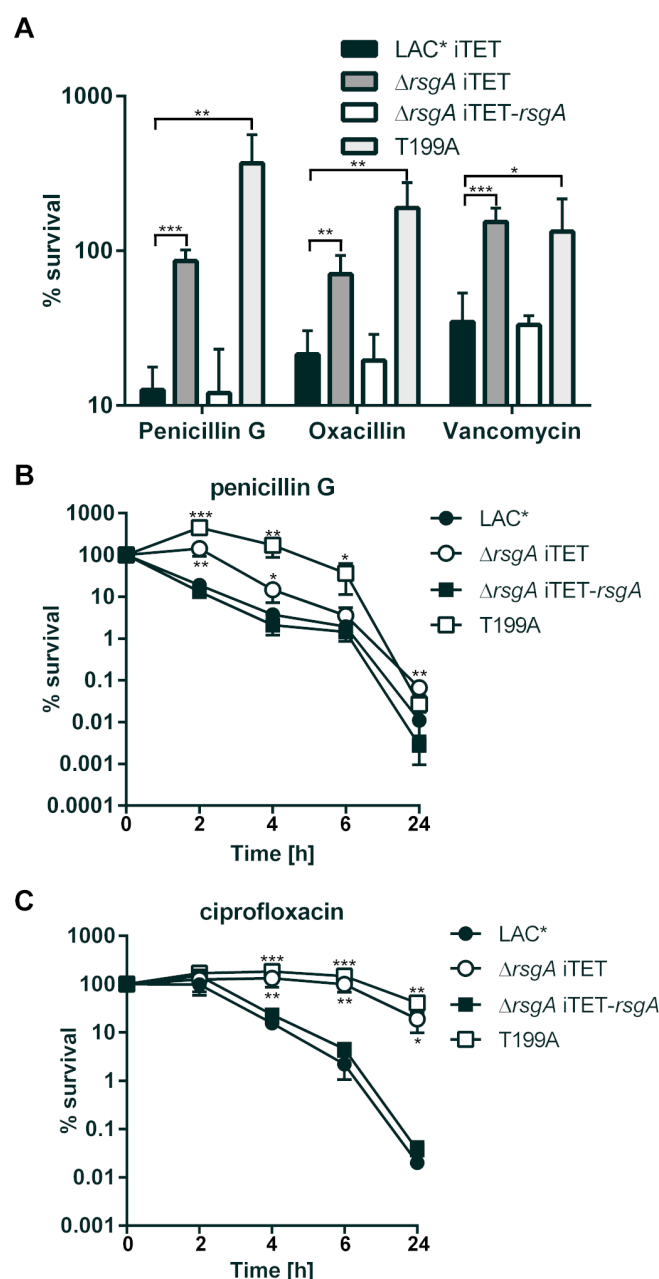 A
LAC* iTET
ΔrsgA iTET
ΔrsgA iTET-rsgA
T199A
% survival
1000
100
10
**
***
**
**
*
***
Penicillin G Oxacillin Vancomycin
B
penicillin G
% survival
1000
100
10
1
0.1
0.01
0.001
0.0001
***
**
**
*
*
**
0 2 4 6 24
Time [h]
LAC*
ΔrsgA iTET
ΔrsgA iTET-rsgA
T199A
C
ciprofloxacin
% survival
1000
100
10
1
0.1
0.01
0.001
*** ***
** **
**
*
0 2 4 6 24
Time [h]
LAC*
ΔrsgA iTET
ΔrsgA iTET-rsgA
T199A